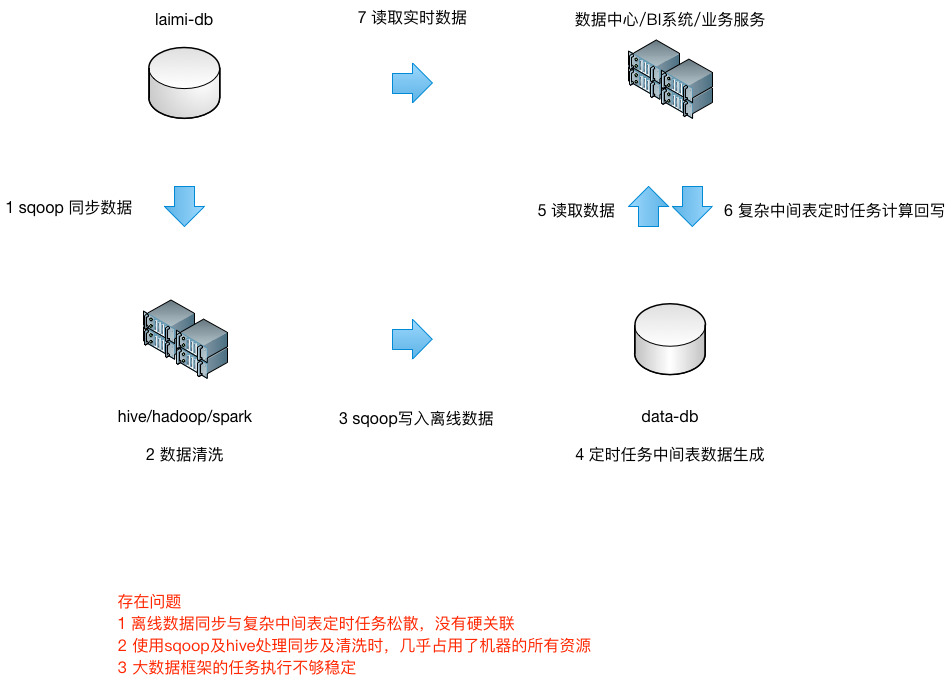 laimi-db
7 读取实时数据
数据中心/BI系统/业务服务
1 sqoop 同步数据
5 读取数据
6 复杂中间表定时任务计算回写
hive/hadoop/spark
3 sqoop写入离线数据
data-db
2 数据清洗
4 定时任务中间表数据生成
存在问题
1 离线数据同步与复杂中间表定时任务松散，没有硬关联
2 使用sqoop及hive处理同步及清洗时，几乎占用了机器的所有资源
3 大数据框架的任务执行不够稳定